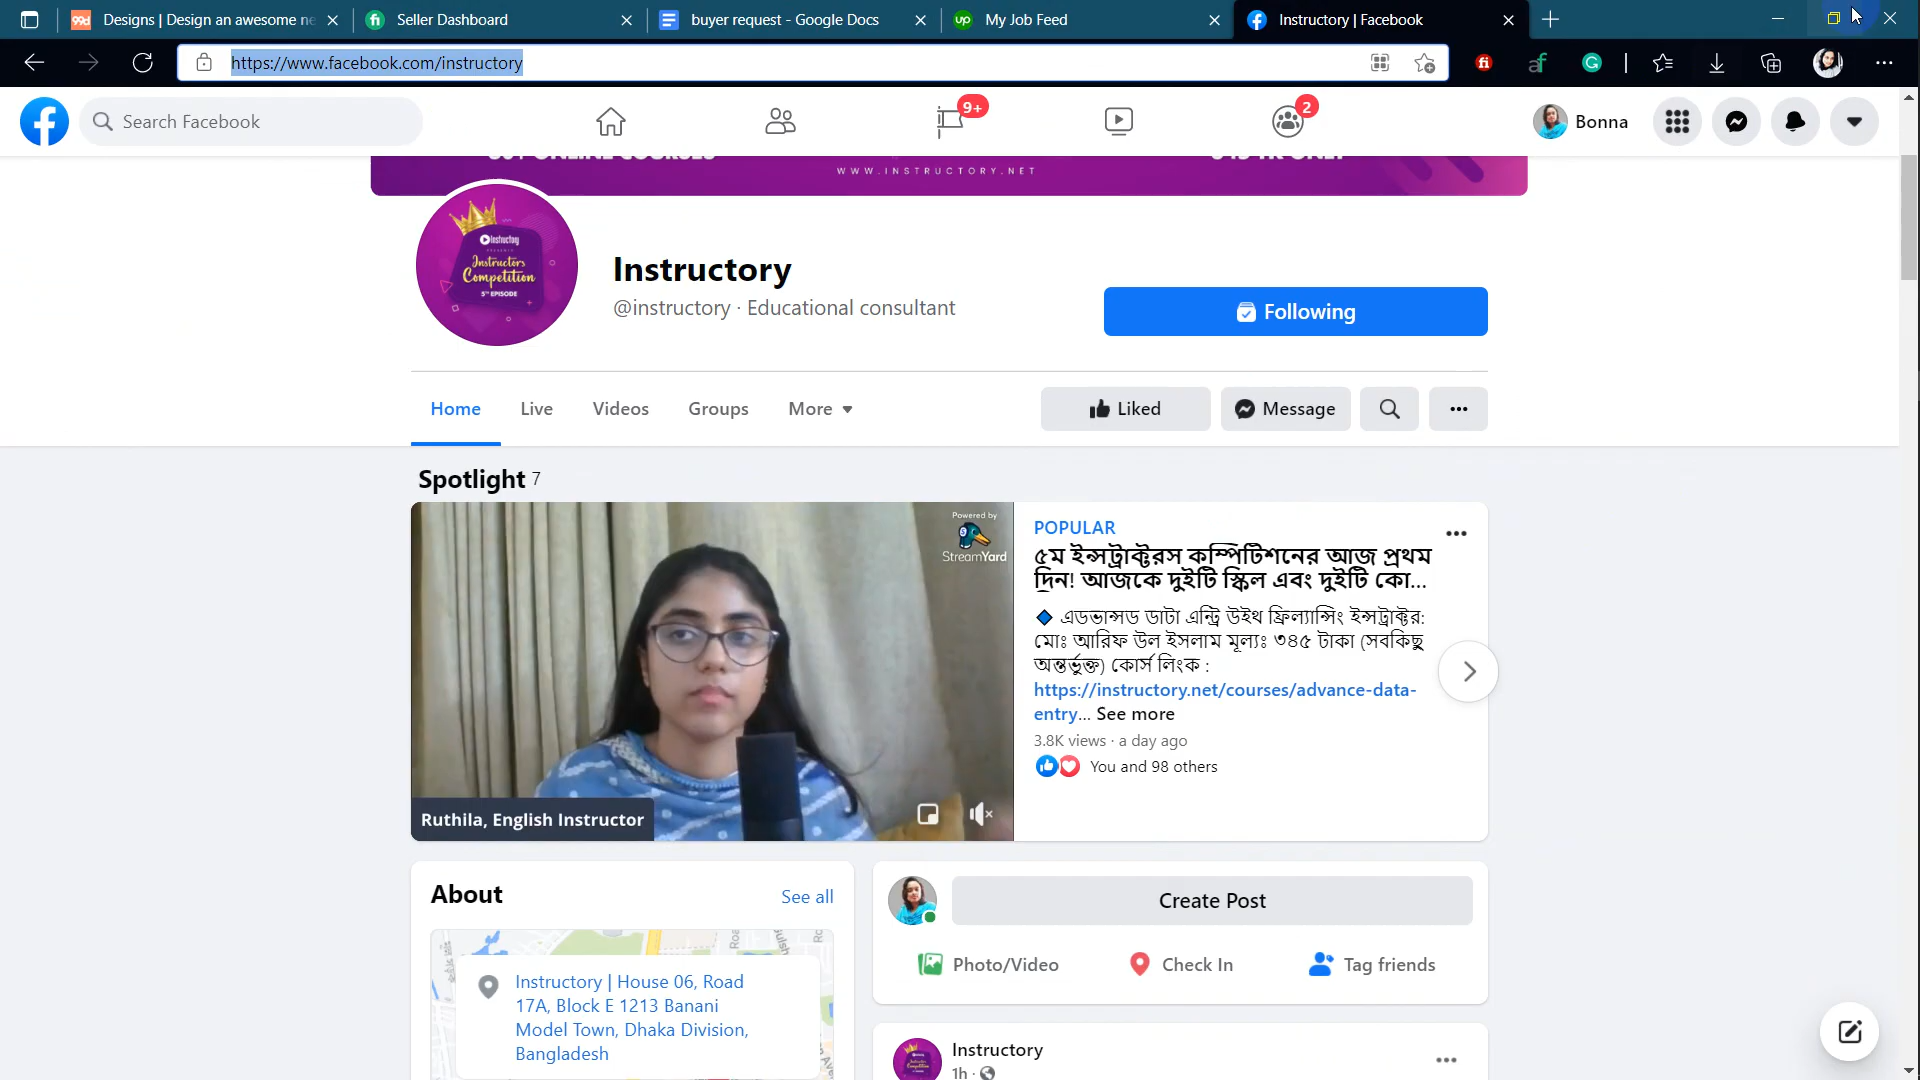 Designs | Design an awesome ne
Seller Dashboard
buyer request - Google Docs
My Job Feed
Instructory | Facebook
https://www.facebook.com/instructory
Search Facebook
9+
2
Bonna
WWW.INSTRUCTORY.NET
Instructory
Instructors
Competition
5TH EPISODE
Instructory
@instructory · Educational consultant
Following
Home
Live
Videos
Groups
More
Liked
Message
Spotlight 7
Powered by
StreamYard
Ruthila, English Instructor
POPULAR
৫ম ইন্সট্রাক্টরস কম্পিটিশনের আজ প্রথম
দিন! আজকে দুইটি স্কিল এবং দুইটি কো...
এডভান্সড ডাটা এন্ট্রি উইথ ফ্রিল্যান্সিং ইন্সট্রাক্টর:
মোঃ আরিফ উল ইসলাম মূল্যঃ ৩৪৫ টাকা (সবকিছু
অন্তর্ভুক্ত) কোর্স লিংক :
https://instructory.net/courses/advance-data-
entry... See more
3.8K views · a day ago
You and 98 others
About
See all
Instructory | House 06, Road
17A, Block E 1213 Banani
Model Town, Dhaka Division,
Bangladesh
Create Post
Photo/Video
Check In
Tag friends
Instructory
1h ·